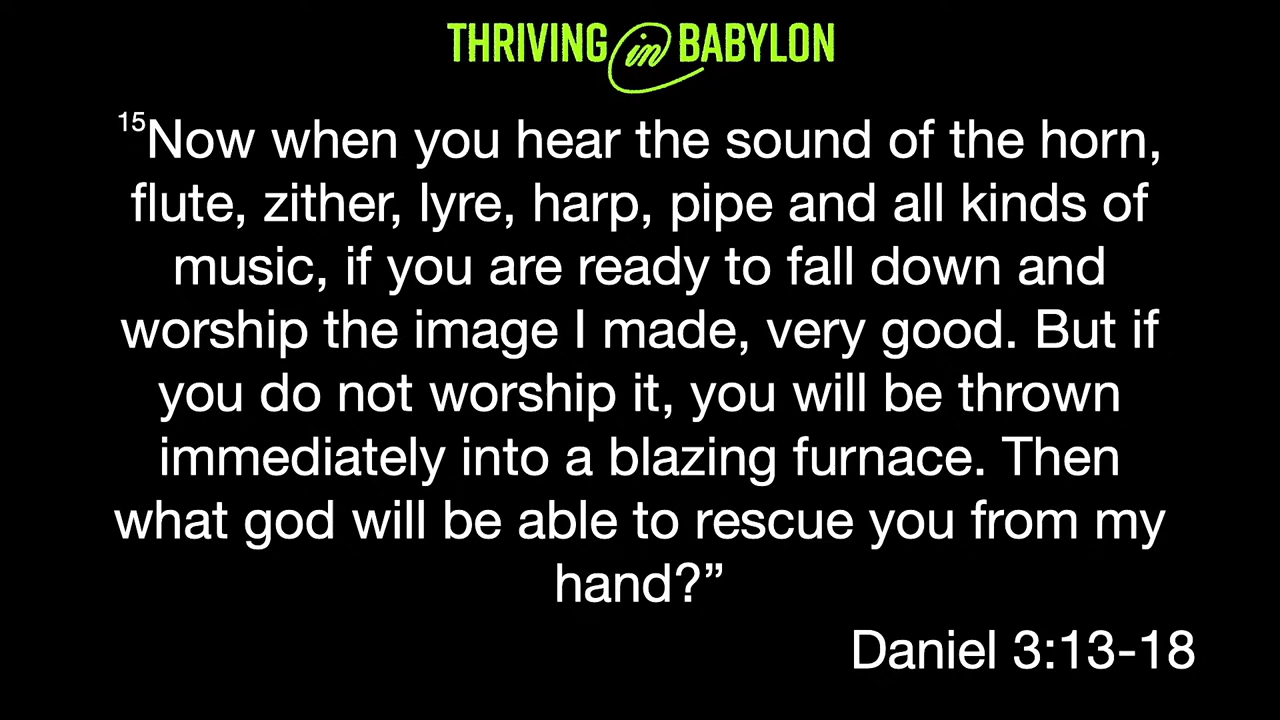 THRIVING in BABYLON
15Now when you hear the sound of the horn,
flute, zither, lyre, harp, pipe and all kinds of
music, if you are ready to fall down and
worship the image I made, very good. But if
you do not worship it, you will be thrown
immediately into a blazing furnace. Then
what god will be able to rescue you from my
hand?”
Daniel 3:13-18